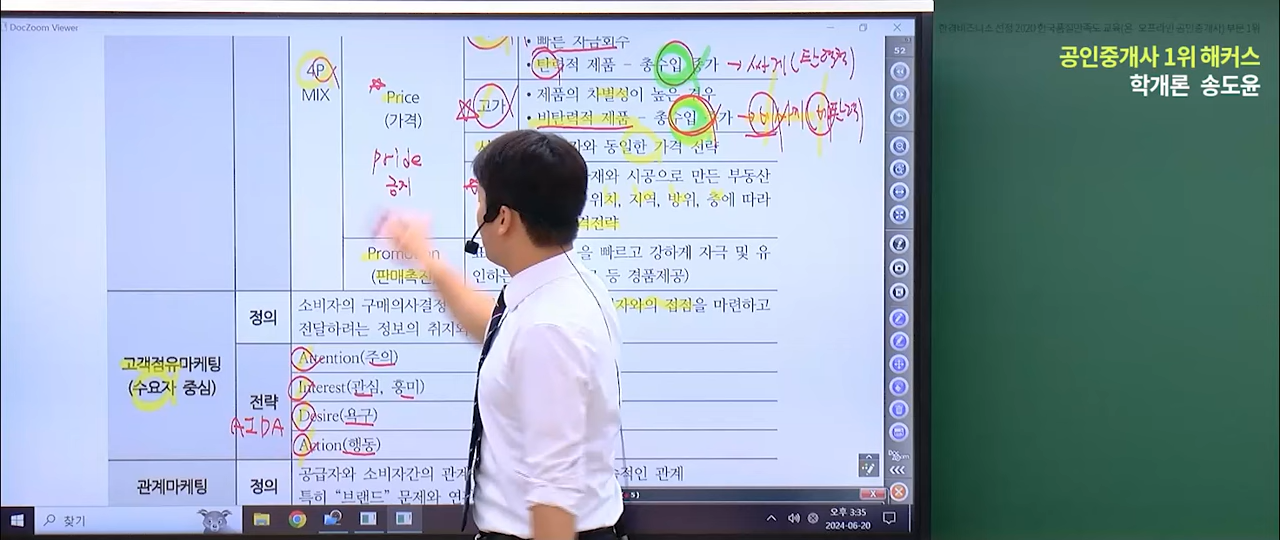 DocZoom Viewer
한경비즈니스 선정 2020 한국품질만족도 교육(온·오프라인 공인중개사) 부문 1위
공인중개사 1위 해커스
학개론 송도윤
52
4P
MIX
Price
(가격)
pride
금지
• 빠른 자금회수
• 탄력적 제품 – 총수입 증가 → 싸게(탄력적)
고가
• 제품의 차별성이 높은 경우
• 비탄력적 제품 – 총수입
와 동일한 가격 전략
재와 시공으로 만든 부동산
위치, 지역, 방위, 층에 따라
격전략
Promotion
(판매촉진
을 빠르고 강하게 자극 및 유
인하는
등 경품제공)
고객점유마케팅
(수요자 중심)
정의
소비자의 구매의사결정
자와의 접점을 마련하고
전달하려는 정보의 취지와
전략
AIDA
Attention(주의)
Interest(관심, 흥미)
Desire(욕구)
Action(행동)
관계마케팅
정의
공급자와 소비자간의 관계
적인 관계
특히 “브랜드” 문제와 연
찾기
오후 3:35
2024-06-20